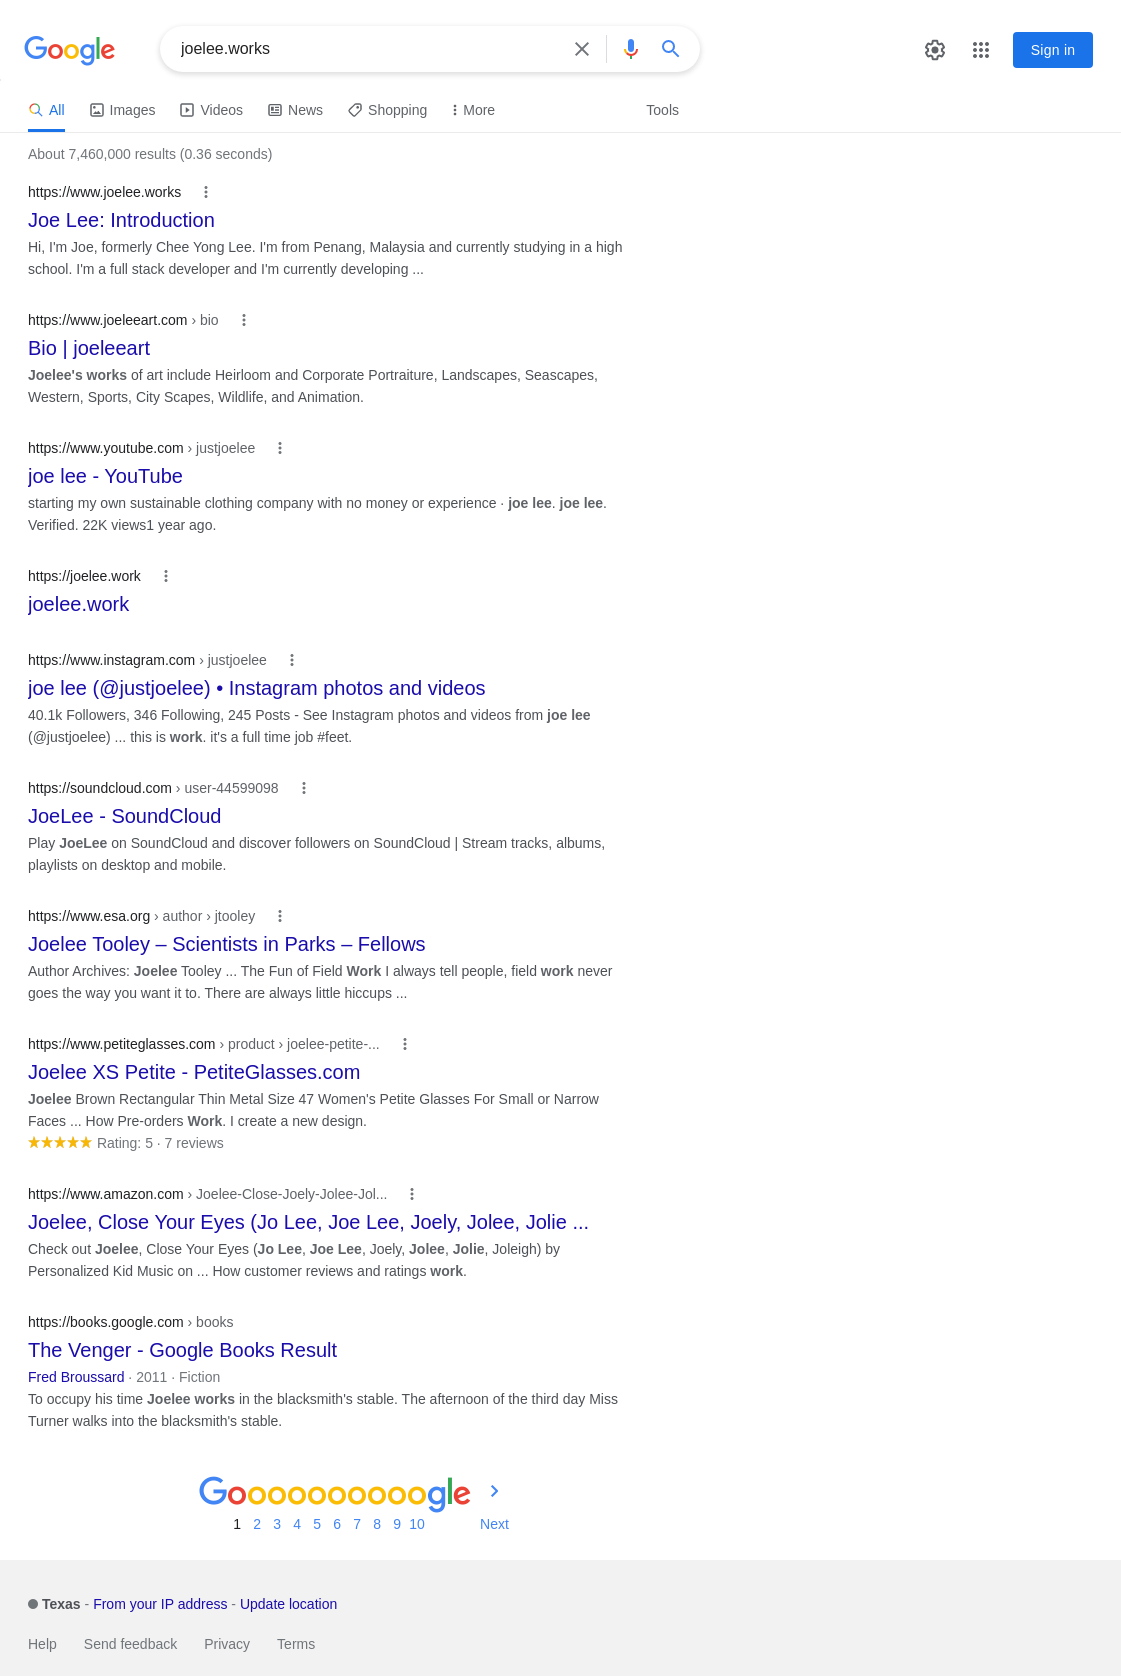 Google
joelee.works
Sign in
All Images Videos News Shopping More Tools
About 7,460,000 results (0.36 seconds)
https://www.joelee.works
Joe Lee: Introduction
Hi, I'm Joe, formerly Chee Yong Lee. I'm from Penang, Malaysia and currently studying in a high
school. I'm a full stack developer and I'm currently developing ...
https://www.joeleeart.com › bio
Bio | joeleeart
Joelee's works of art include Heirloom and Corporate Portraiture, Landscapes, Seascapes,
Western, Sports, City Scapes, Wildlife, and Animation.
https://www.youtube.com › justjoelee
joe lee - YouTube
starting my own sustainable clothing company with no money or experience · joe lee. joe lee.
Verified. 22K views1 year ago.
https://joelee.work
joelee.work
https://www.instagram.com › justjoelee
joe lee (@justjoelee) • Instagram photos and videos
40.1k Followers, 346 Following, 245 Posts - See Instagram photos and videos from joe lee
(@justjoelee) ... this is work. it's a full time job #feet.
https://soundcloud.com › user-44599098
JoeLee - SoundCloud
Play JoeLee on SoundCloud and discover followers on SoundCloud | Stream tracks, albums,
playlists on desktop and mobile.
https://www.esa.org › author › jtooley
Joelee Tooley – Scientists in Parks – Fellows
Author Archives: Joelee Tooley ... The Fun of Field Work I always tell people, field work never
goes the way you want it to. There are always little hiccups ...
https://www.petiteglasses.com › product › joelee-petite-...
Joelee XS Petite - PetiteGlasses.com
Joelee Brown Rectangular Thin Metal Size 47 Women's Petite Glasses For Small or Narrow
Faces ... How Pre-orders Work. I create a new design.
Rating: 5 · 7 reviews
https://www.amazon.com › Joelee-Close-Joely-Jolee-Jol...
Joelee, Close Your Eyes (Jo Lee, Joe Lee, Joely, Jolee, Jolie ...
Check out Joelee, Close Your Eyes (Jo Lee, Joe Lee, Joely, Jolee, Jolie, Joleigh) by
Personalized Kid Music on ... How customer reviews and ratings work.
https://books.google.com › books
The Venger - Google Books Result
Fred Broussard · 2011 · Fiction
To occupy his time Joelee works in the blacksmith's stable. The afternoon of the third day Miss
Turner walks into the blacksmith's stable.
Goooooooooogle
1 2 3 4 5 6 7 8 9 10 Next
Texas - From your IP address - Update location
Help Send feedback Privacy Terms